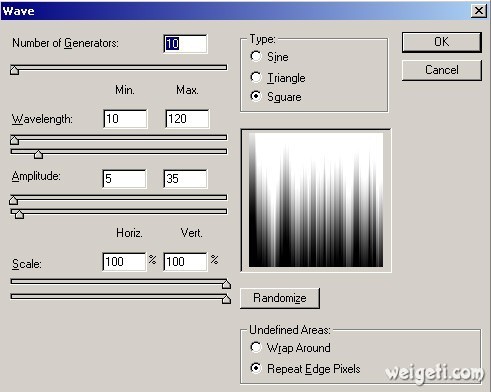 Wave
Number of Generators: 10
Type:
Sine
Triangle
Square
OK
Cancel
Min. Max.
Wavelength: 10 120
Amplitude: 5 35
Horiz. Vert.
Scale: 100 % 100 %
Randomize
Undefined Areas:
Wrap Around
Repeat Edge Pixels
weigeti.com